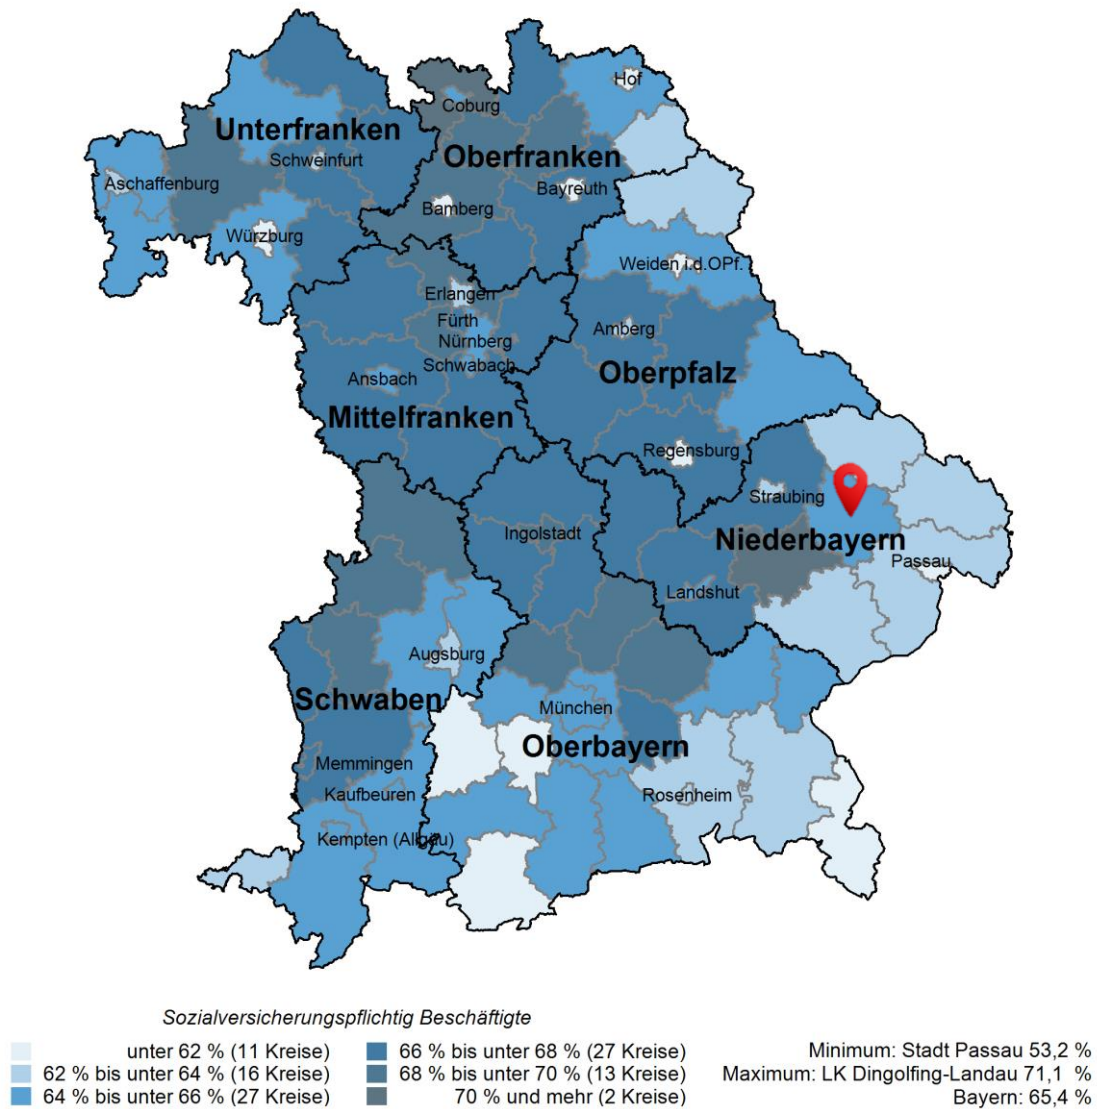 Hof
Coburg
Unterfranken
Oberfranken
Schweinfurt
Aschaffenburg
Bayreuth
Bamberg
Würzburg
Weiden i.d.OPf.
Erlangen
Fürth
Nürnberg
Amberg
Schwabach
Ansbach
Oberpfalz
Mittelfranken
Regensburg
Straubing
Ingolstadt
Niederbayern
Passau
Landshut
Augsburg
Schwaben
München
Oberbayern
Memmingen
Kaufbeuren
Rosenheim
Kempten (Allgäu)
Sozialversicherungspflichtig Beschäftigte
unter 62 % (11 Kreise)
62 % bis unter 64 % (16 Kreise)
64 % bis unter 66 % (27 Kreise)
66 % bis unter 68 % (27 Kreise)
68 % bis unter 70 % (13 Kreise)
70 % und mehr (2 Kreise)
Minimum: Stadt Passau 53,2 %
Maximum: LK Dingolfing-Landau 71,1 %
Bayern: 65,4 %